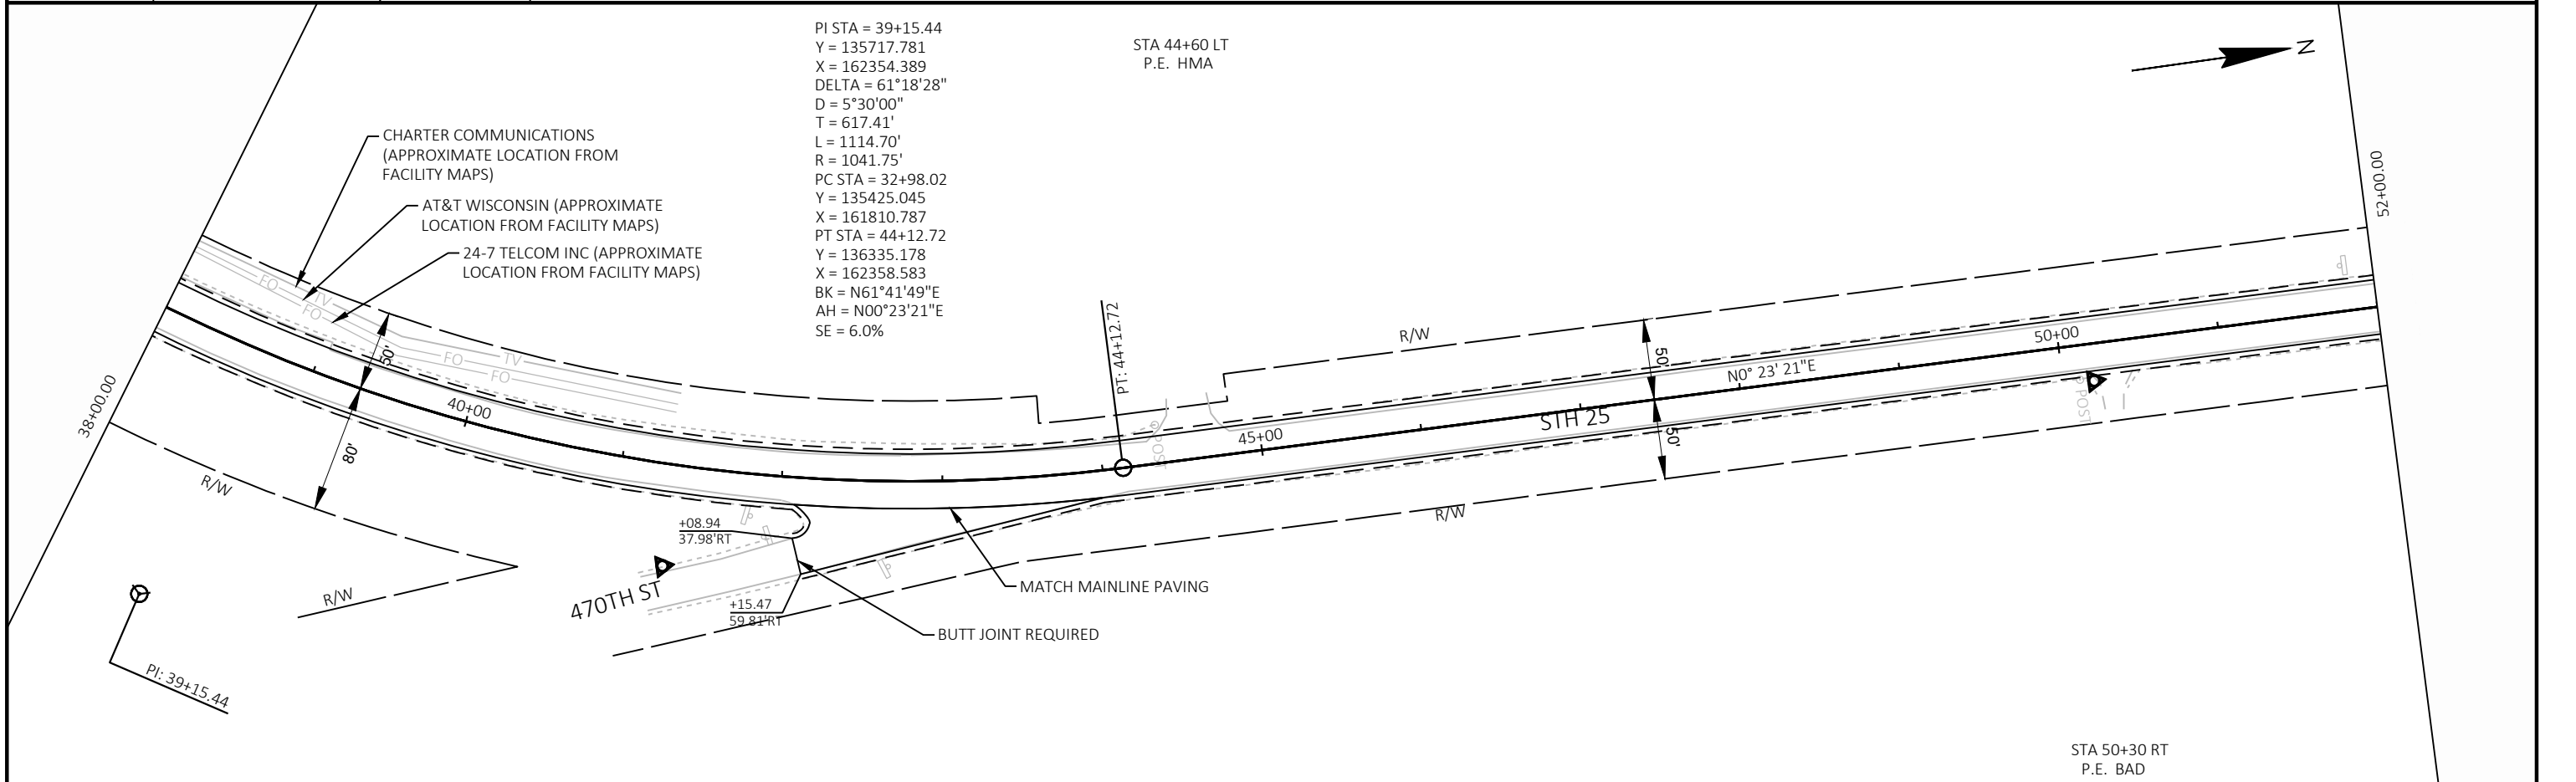 PI STA = 39+15.44
Y = 135717.781
X = 162354.389
DELTA = 61°18'28"
D = 5°30'00"
T = 617.41'
L = 1114.70'
R = 1041.75'
PC STA = 32+98.02
Y = 135425.045
X = 161810.787
PT STA = 44+12.72
Y = 136335.178
X = 162358.583
BK = N61°41'49"E
AH = N00°23'21"E
SE = 6.0%
STA 44+60 LT
P.E. HMA
N
CHARTER COMMUNICATIONS
(APPROXIMATE LOCATION FROM
FACILITY MAPS)
AT&T WISCONSIN (APPROXIMATE
LOCATION FROM FACILITY MAPS)
24-7 TELCOM INC (APPROXIMATE
LOCATION FROM FACILITY MAPS)
52+00.00
38+00.00
FO
TV
FO
FO
TV
FO
50'
80'
40+00
R/W
R/W
PT: 44+12.72
POST
R/W
45+00
STH 25
50'
50'
N0° 23' 21"E
50+00
POST
R/W
+08.94
37.98'RT
+15.47
59.81'RT
470TH ST
MATCH MAINLINE PAVING
BUTT JOINT REQUIRED
PI: 39+15.44
STA 50+30 RT
P.E. BAD